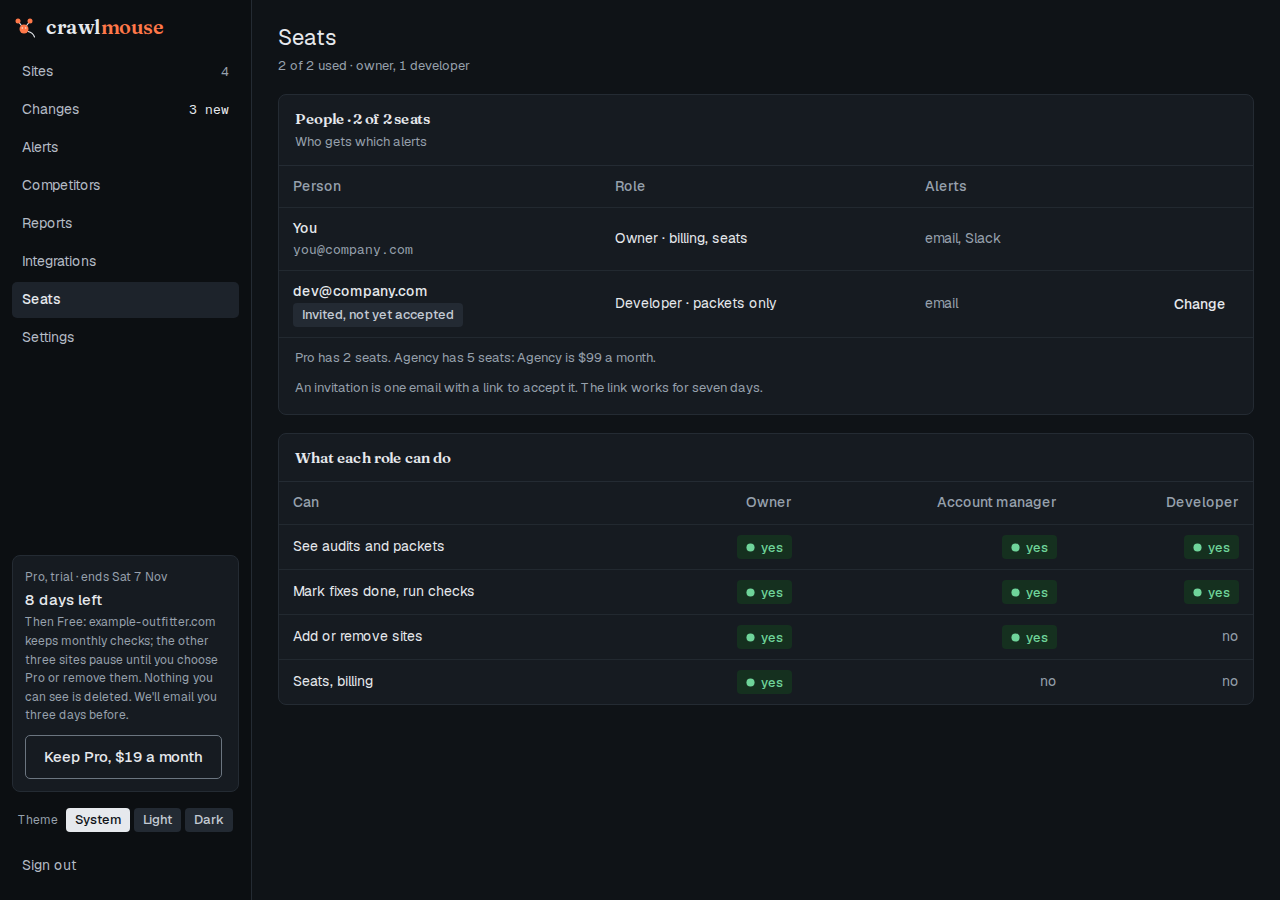 crawlmouse
Sites 4
Changes 3 new
Alerts
Competitors
Reports
Integrations
Seats
Settings
Pro, trial · ends Sat 7 Nov
8 days left
Then Free: example-outfitter.com
keeps monthly checks; the other
three sites pause until you choose
Pro or remove them. Nothing you
can see is deleted. We'll email you
three days before.
Keep Pro, $19 a month
Theme System Light Dark
Sign out
Seats
2 of 2 used · owner, 1 developer
People · 2 of 2 seats
Who gets which alerts
Person Role Alerts
You
you@company.com
Owner · billing, seats
email, Slack
dev@company.com
Invited, not yet accepted
Developer · packets only
email
Change
Pro has 2 seats. Agency has 5 seats: Agency is $99 a month.
An invitation is one email with a link to accept it. The link works for seven days.
What each role can do
Can Owner Account manager Developer
See audits and packets yes yes yes
Mark fixes done, run checks yes yes yes
Add or remove sites yes yes no
Seats, billing yes no no